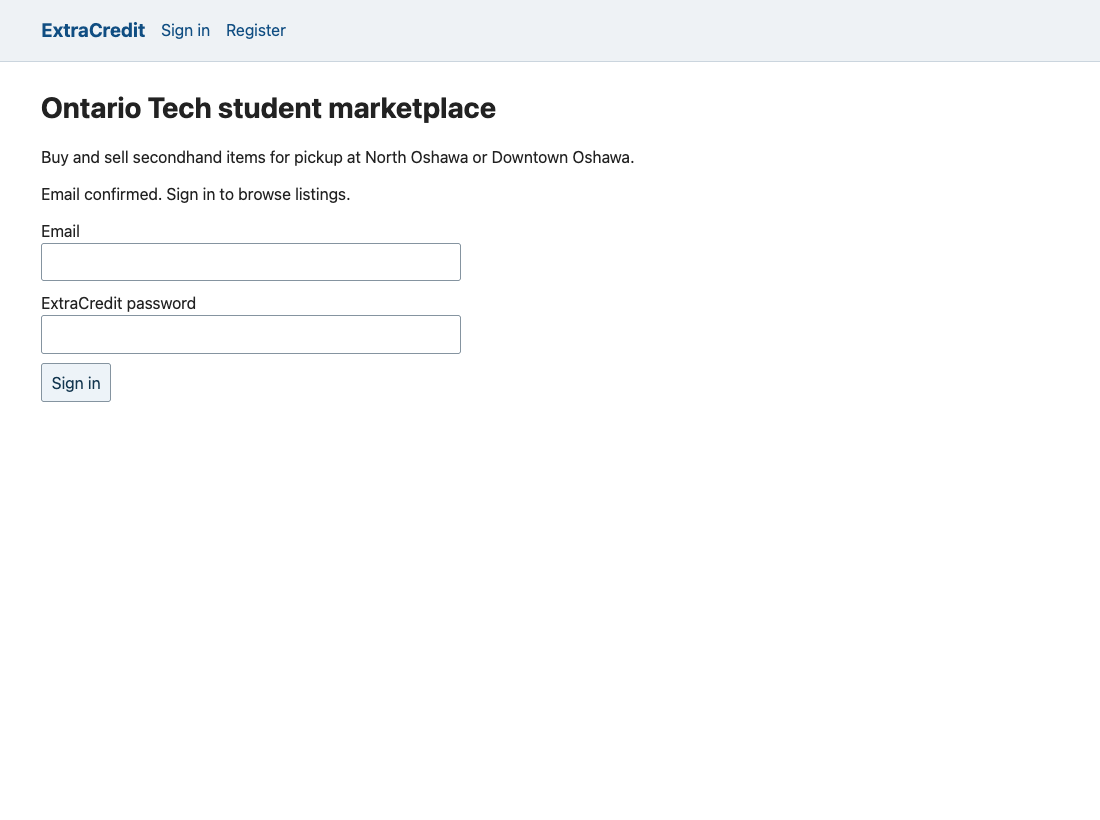 ExtraCredit Sign in Register
Ontario Tech student marketplace
Buy and sell secondhand items for pickup at North Oshawa or Downtown Oshawa.
Email confirmed. Sign in to browse listings.
Email
ExtraCredit password
Sign in